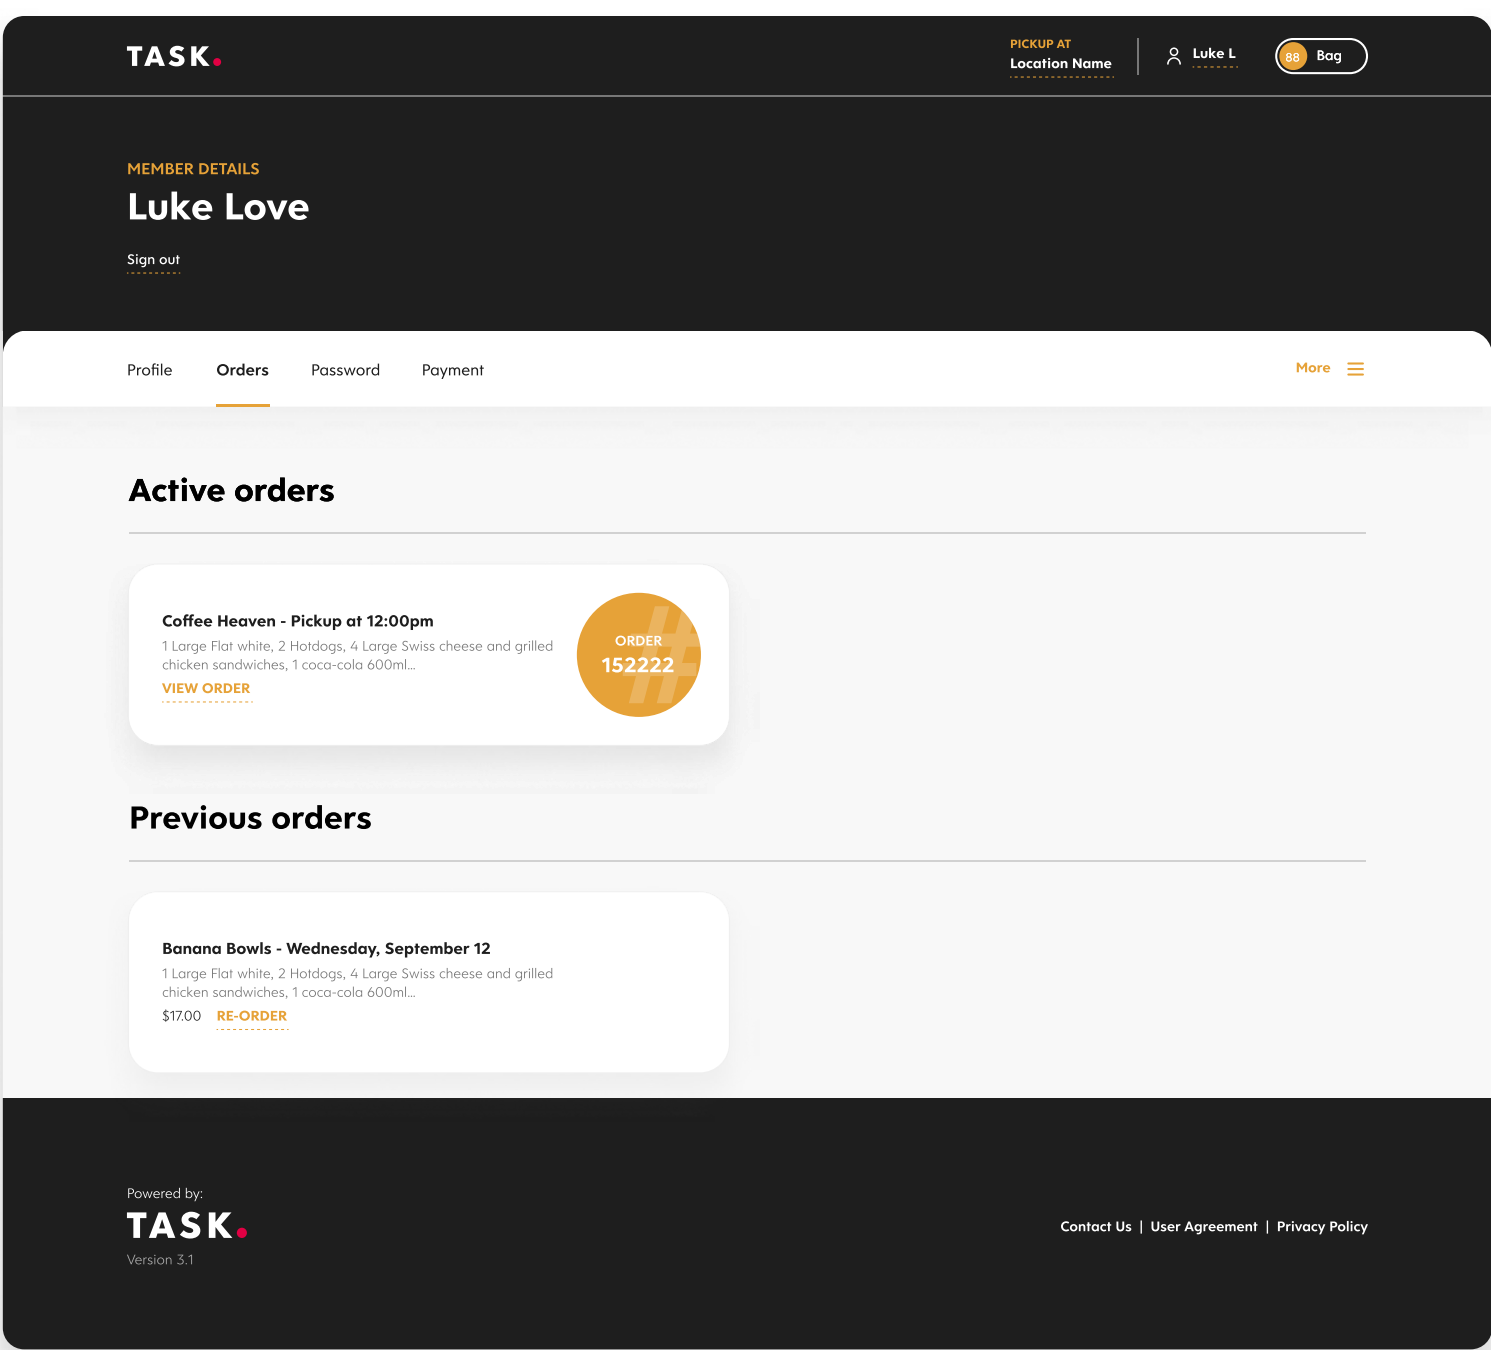 TASK.
PICKUP AT
Location Name
Luke L
88 Bag
MEMBER DETAILS
Luke Love
Sign out
Profile Orders Password Payment More
Active orders
Coffee Heaven - Pickup at 12:00pm
1 Large Flat white, 2 Hotdogs, 4 Large Swiss cheese and grilled
chicken sandwiches, 1 coca-cola 600ml...
VIEW ORDER
#
ORDER
152222
Previous orders
Banana Bowls - Wednesday, September 12
1 Large Flat white, 2 Hotdogs, 4 Large Swiss cheese and grilled
chicken sandwiches, 1 coca-cola 600ml...
$17.00 RE-ORDER
Powered by:
TASK.
Version 3.1
Contact Us | User Agreement | Privacy Policy